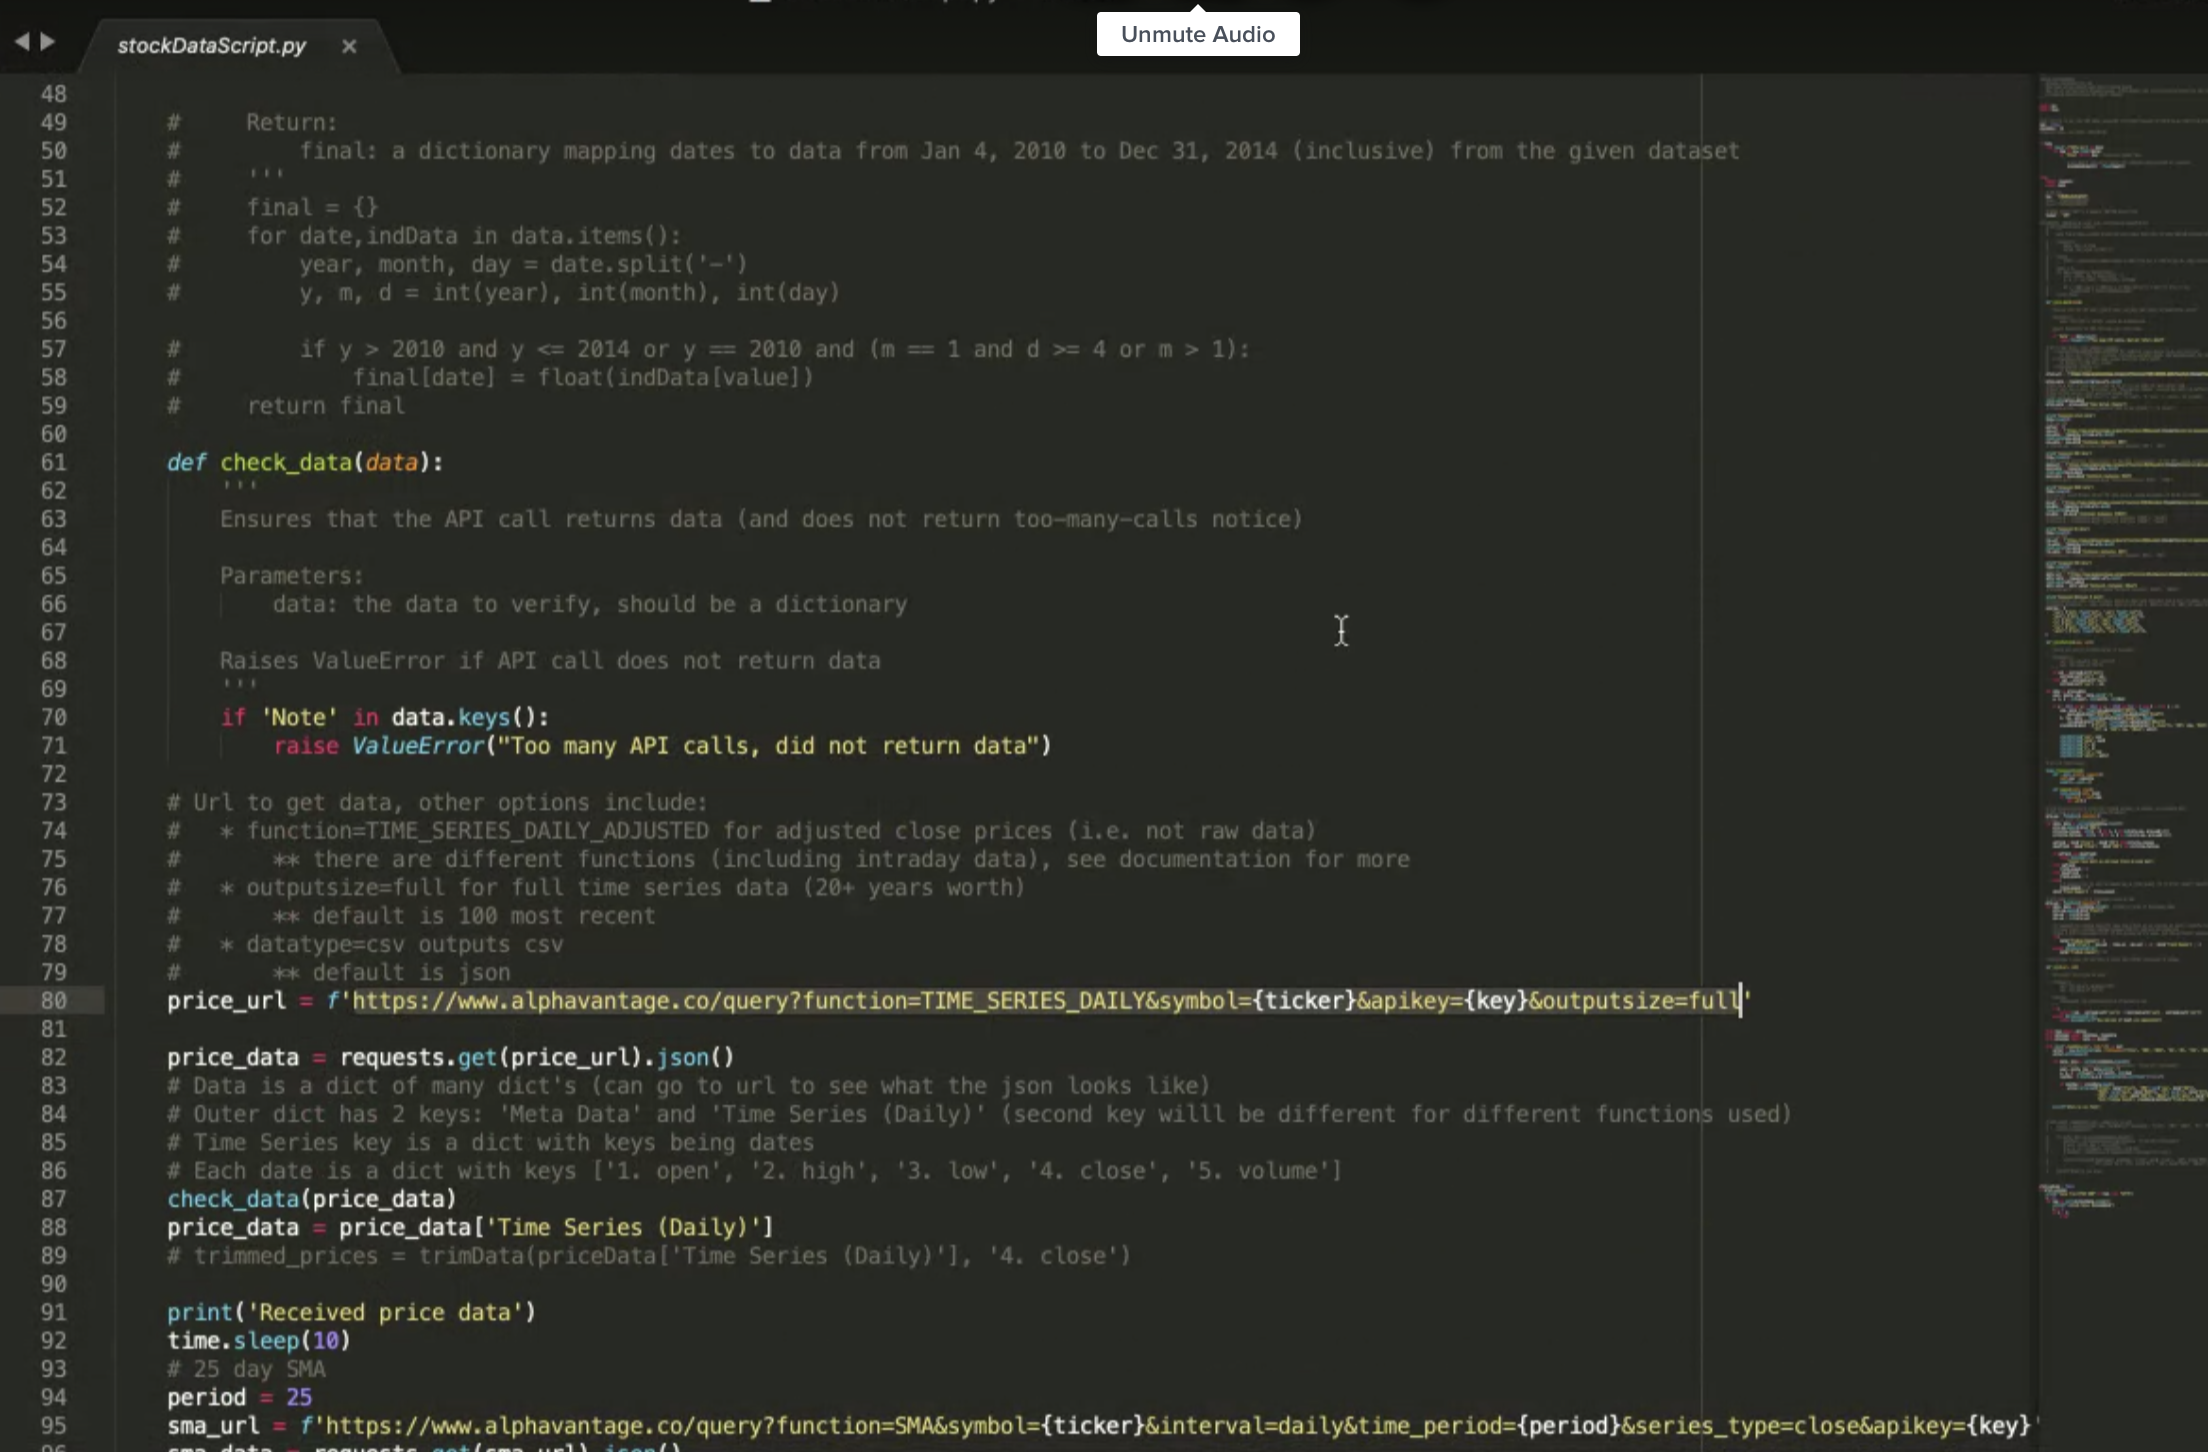 Unmute Audio
stockDataScript.py ×
48
49 #     Return:
50 #         final: a dictionary mapping dates to data from Jan 4, 2010 to Dec 31, 2014 (inclusive) from the given dataset
51 #     '''
52 #     final = {}
53 #     for date,indData in data.items():
54 #         year, month, day = date.split('-')
55 #         y, m, d = int(year), int(month), int(day)
56
57 #         if y > 2010 and y <= 2014 or y == 2010 and (m == 1 and d >= 4 or m > 1):
58 #             final[date] = float(indData[value])
59 #     return final
60
61 def check_data(data):
62     '''
63     Ensures that the API call returns data (and does not return too-many-calls notice)
64
65     Parameters:
66         data: the data to verify, should be a dictionary
67
68     Raises ValueError if API call does not return data
69     '''
70     if 'Note' in data.keys():
71         raise ValueError("Too many API calls, did not return data")
72
73 # Url to get data, other options include:
74 #   * function=TIME_SERIES_DAILY_ADJUSTED for adjusted close prices (i.e. not raw data)
75 #       ** there are different functions (including intraday data), see documentation for more
76 #   * outputsize=full for full time series data (20+ years worth)
77 #       ** default is 100 most recent
78 #   * datatype=csv outputs csv
79 #       ** default is json
80 price_url = f'https://www.alphavantage.co/query?function=TIME_SERIES_DAILY&symbol={ticker}&apikey={key}&outputsize=full'
81
82 price_data = requests.get(price_url).json()
83 # Data is a dict of many dict's (can go to url to see what the json looks like)
84 # Outer dict has 2 keys: 'Meta Data' and 'Time Series (Daily)' (second key willl be different for different functions used)
85 # Time Series key is a dict with keys being dates
86 # Each date is a dict with keys ['1. open', '2. high', '3. low', '4. close', '5. volume']
87 check_data(price_data)
88 price_data = price_data['Time Series (Daily)']
89 # trimmed_prices = trimData(priceData['Time Series (Daily)'], '4. close')
90
91 print('Received price data')
92 time.sleep(10)
93 # 25 day SMA
94 period = 25
95 sma_url = f'https://www.alphavantage.co/query?function=SMA&symbol={ticker}&interval=daily&time_period={period}&series_type=close&apikey={key}'
96 sma_data = requests.get(sma_url).json()